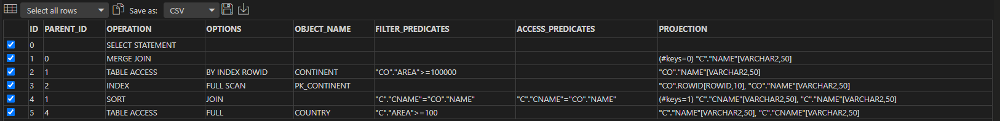 Select all rows Save as: CSV
ID PARENT_ID OPERATION OPTIONS OBJECT_NAME FILTER_PREDICATES ACCESS_PREDICATES PROJECTION
0 SELECT STATEMENT
1 0 MERGE JOIN (#keys=0) "C"."NAME"[VARCHAR2,50]
2 1 TABLE ACCESS BY INDEX ROWID CONTINENT "CO"."AREA">=100000 "CO"."NAME"[VARCHAR2,50]
3 2 INDEX FULL SCAN PK_CONTINENT "CO".ROWID[ROWID,10], "CO"."NAME"[VARCHAR2,50]
4 1 SORT JOIN "C"."CNAME"="CO"."NAME" "C"."CNAME"="CO"."NAME" (#keys=1) "C"."CNAME"[VARCHAR2,50], "C"."NAME"[VARCHAR2,50]
5 4 TABLE ACCESS FULL COUNTRY "C"."AREA">=100 "C"."NAME"[VARCHAR2,50], "C"."CNAME"[VARCHAR2,50]